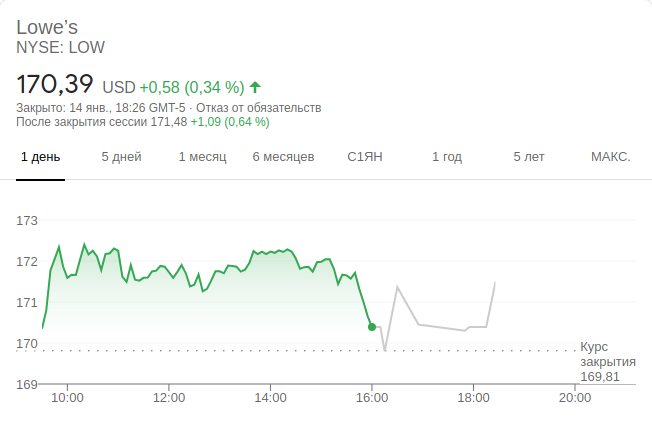 Lowe’s
NYSE: LOW
170,39 USD +0,58 (0,34 %)
Закрыто: 14 янв., 18:26 GMT-5 · Отказ от обязательств
После закрытия сессии 171,48 +1,09 (0,64 %)
1 день 5 дней 1 месяц 6 месяцев С1ЯН 1 год 5 лет МАКС.
173
172
171
170
Курс
закрытия
169,81
169
10:00 12:00 14:00 16:00 18:00 20:00